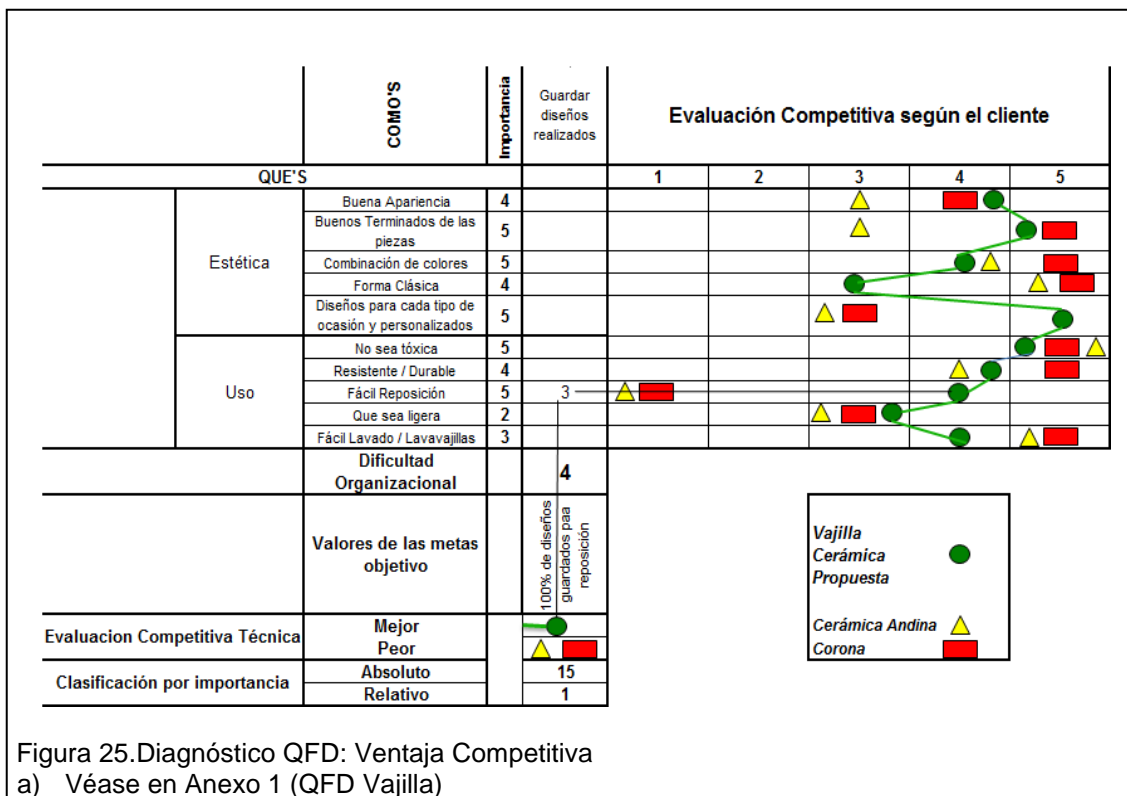 COMO'S
Importancia
Guardar
diseños
realizados
Evaluación Competitiva según el cliente
QUE'S
1 2 3 4 5
Estética
Buena Apariencia 4
Buenos Terminados de las
piezas 5
Combinación de colores 5
Forma Clásica 4
Diseños para cada tipo de
ocasión y personalizados 5
Uso
No sea tóxica 5
Resistente / Durable 4
Fácil Reposición 5 3
Que sea ligera 2
Fácil Lavado / Lavavajillas 3
Dificultad
Organizacional 4
Valores de las metas
objetivo
100% de diseños
guardados paa
reposición
Evaluacion Competitiva Técnica
Mejor
Peor
Clasificación por importancia
Absoluto 15
Relativo 1
Vajilla
Cerámica
Propuesta
Cerámica Andina
Corona
Figura 25.Diagnóstico QFD: Ventaja Competitiva
a) Véase en Anexo 1 (QFD Vajilla)